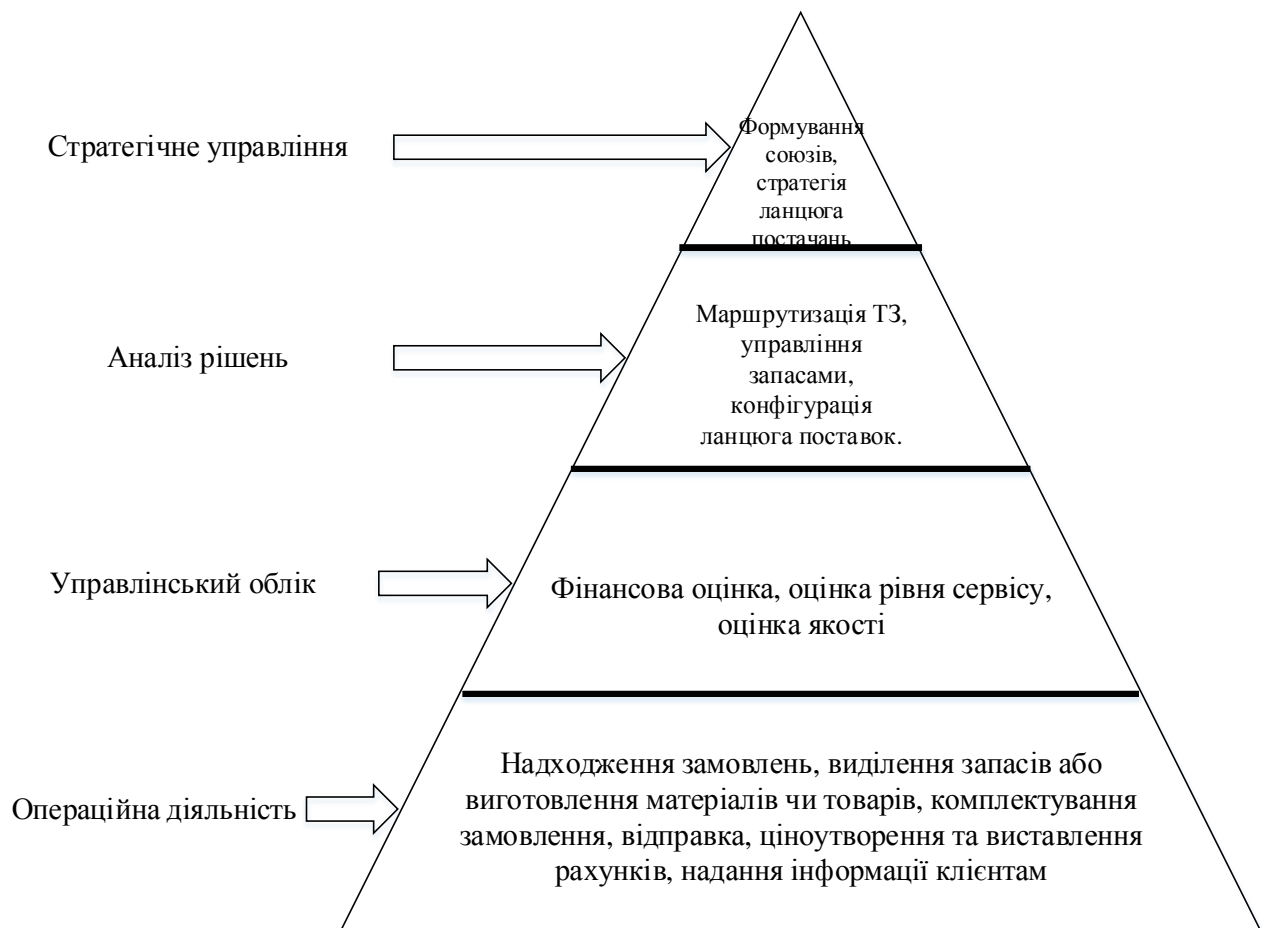 Стратегічне управління
Формування
союзів,
стратегія
ланцюга
постачань
Аналіз рішень
Маршрутизація ТЗ,
управління
запасами,
конфігурація
ланцюга поставок.
Управлінський облік
Фінансова оцінка, оцінка рівня сервісу,
оцінка якості
Операційна діяльність
Надходження замовлень, виділення запасів або
виготовлення матеріалів чи товарів, комплектування
замовлення, відправка, ціноутворення та виставлення
рахунків, надання інформації клієнтам